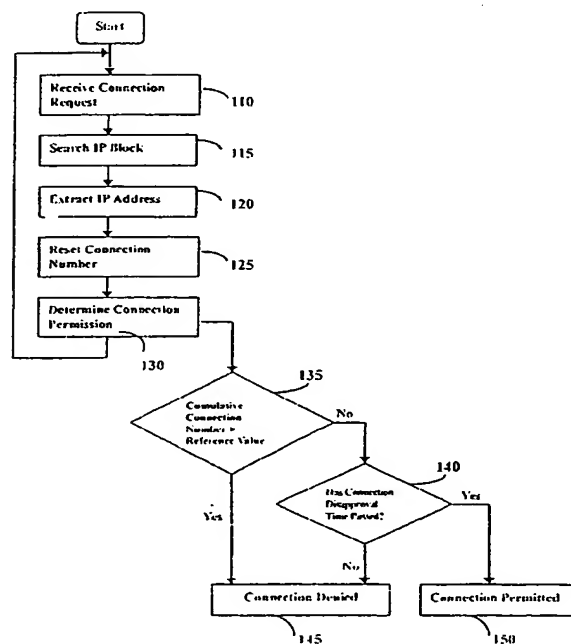 Start
Receive Connection
Request
110
Search IP Block
115
Extract IP Address
120
Reset Connection
Number
125
Determine Connection
Permission
130
135
Cumulative
Connection
Number >
Reference Value
No
140
Has Connection
Disapproval
Time Passed?
Yes
Yes
No
Connection Denied
Connection Permitted
145
150